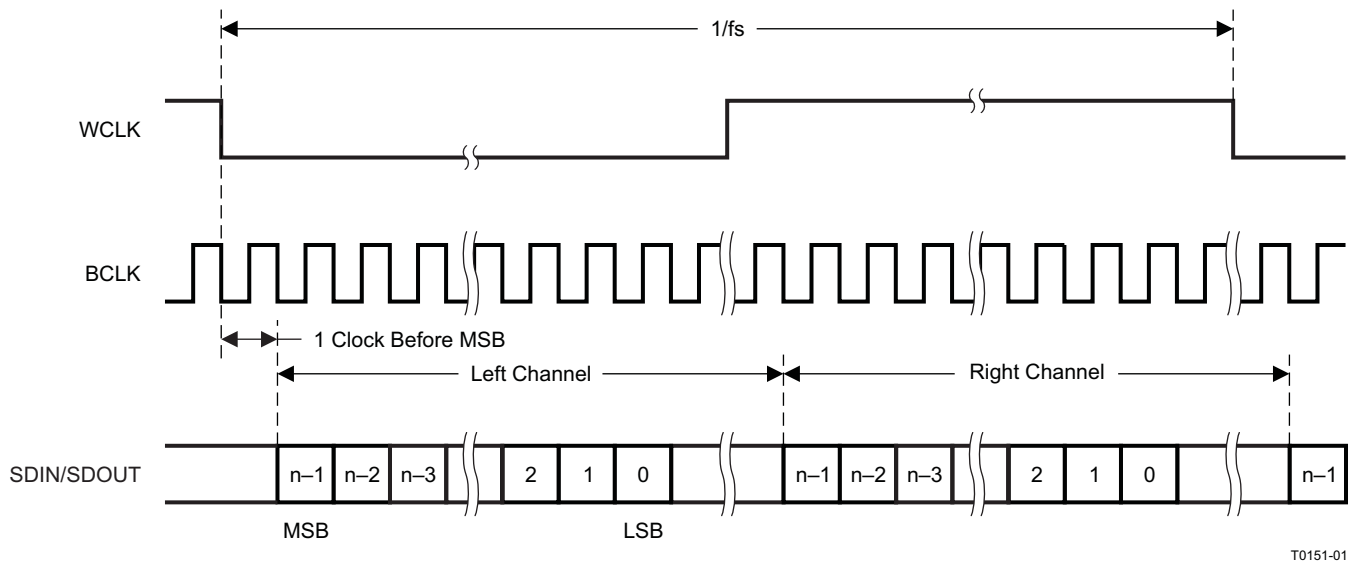 1/fs
WCLK
BCLK
1 Clock Before MSB
Left Channel
Right Channel
SDIN/SDOUT
n–1 n–2 n–3 2 1 0 n–1 n–2 n–3 2 1 0 n–1
MSB LSB
T0151-01